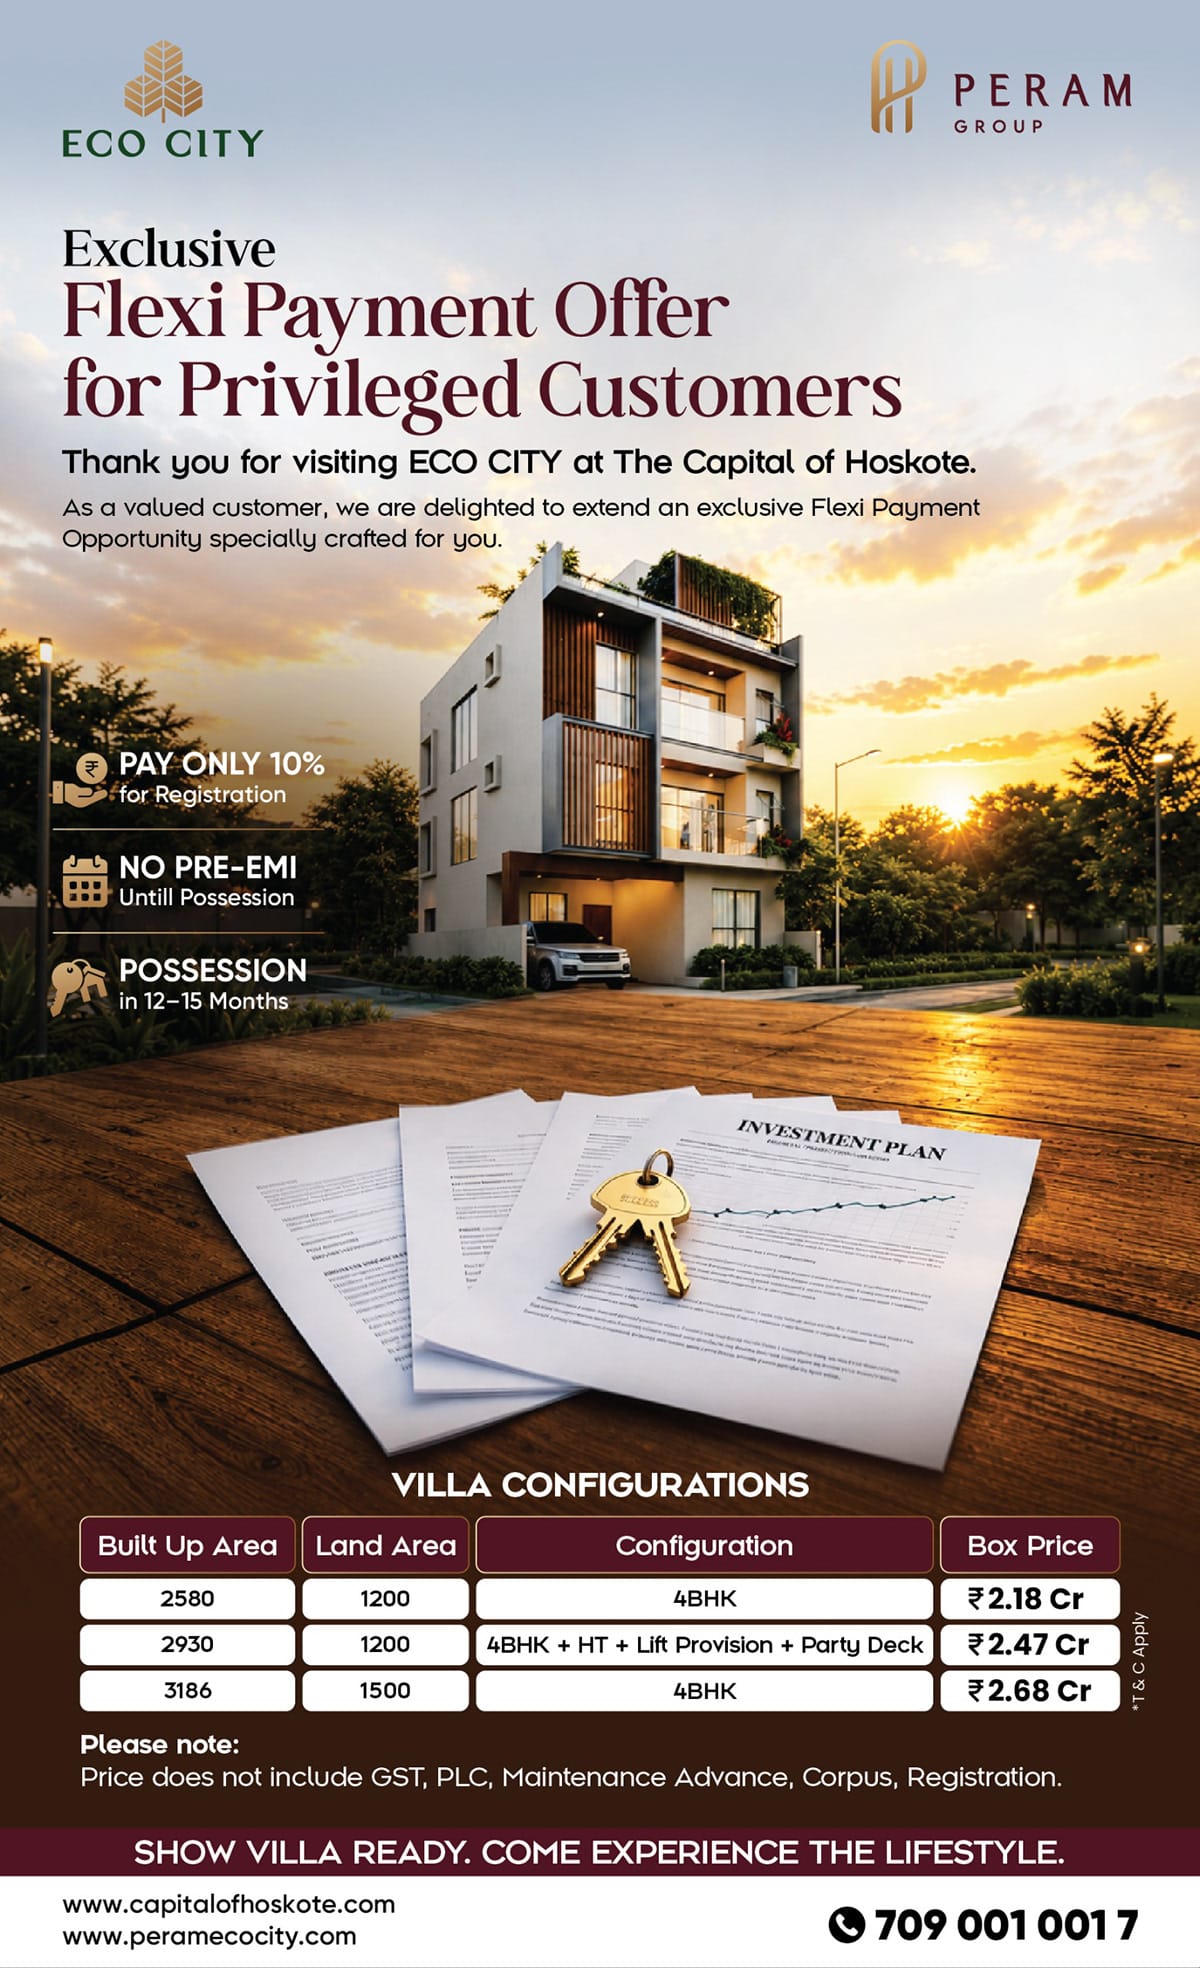 ECO CITY
PERAM
GROUP
Exclusive
Flexi Payment Offer
for Privileged Customers
Thank you for visiting ECO CITY at The Capital of Hoskote.
As a valued customer, we are delighted to extend an exclusive Flexi Payment
Opportunity specially crafted for you.
PAY ONLY 10%
for Registration
NO PRE-EMI
Untill Possession
POSSESSION
in 12–15 Months
INVESTMENT PLAN
VILLA CONFIGURATIONS
Built Up Area Land Area Configuration Box Price
2580 1200 4BHK ₹2.18 Cr
2930 1200 4BHK + HT + Lift Provision + Party Deck ₹2.47 Cr
3186 1500 4BHK ₹2.68 Cr
*T & C Apply
Please note:
Price does not include GST, PLC, Maintenance Advance, Corpus, Registration.
SHOW VILLA READY. COME EXPERIENCE THE LIFESTYLE.
www.capitalofhoskote.com
www.peramecocity.com
709 001 001 7